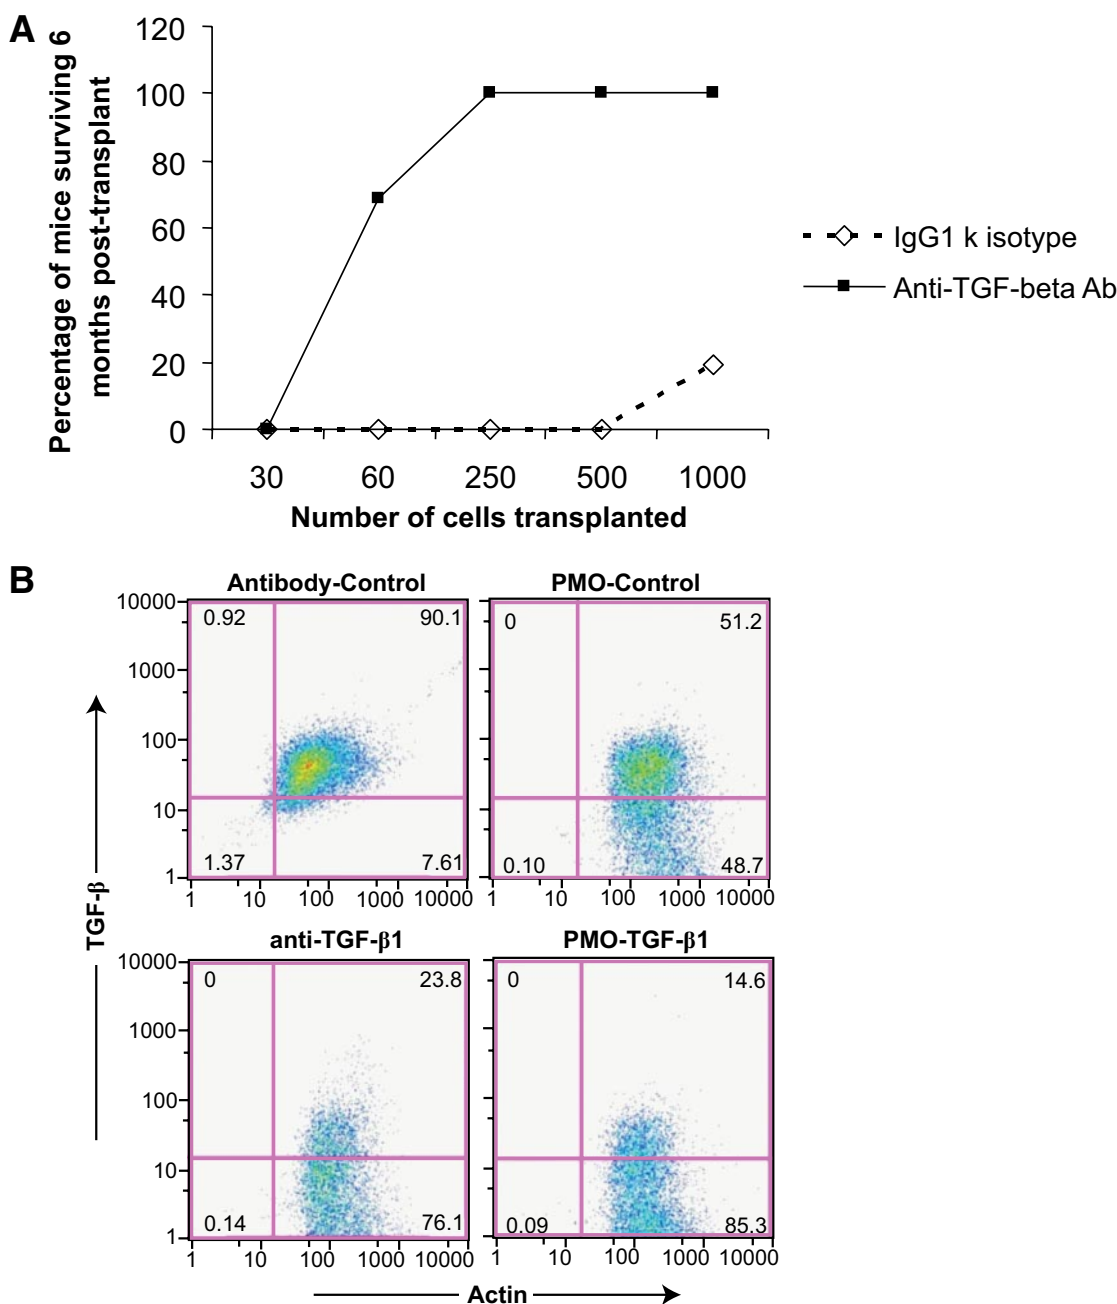 A
Percentage of mice surviving 6
months post-transplant
120
100
80
60
40
20
0
30 60 250 500 1000
Number of cells transplanted
IgG1 k isotype
Anti-TGF-beta Ab
B
Antibody-Control
PMO-Control
10000
1000
100
10
1
0.92 90.1
1.37 7.61
1 10 100 1000 10000
0 51.2
0.10 48.7
1 10 100 1000 10000
TGF-β
anti-TGF-β1
PMO-TGF-β1
10000
1000
100
10
1
0 23.8
0.14 76.1
1 10 100 1000 10000
0 14.6
0.09 85.3
1 10 100 1000 10000
Actin